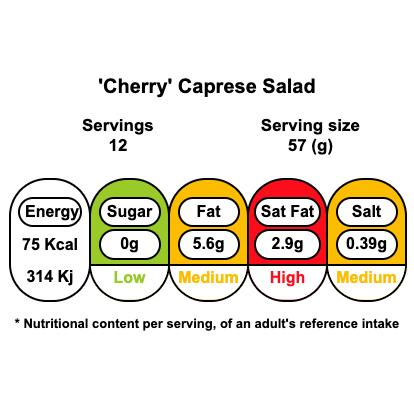 'Cherry' Caprese Salad
Servings Serving size
12 57 (g)
Energy Sugar Fat Sat Fat Salt
75 Kcal 0g 5.6g 2.9g 0.39g
314 Kj Low Medium High Medium
* Nutritional content per serving, of an adult's reference intake